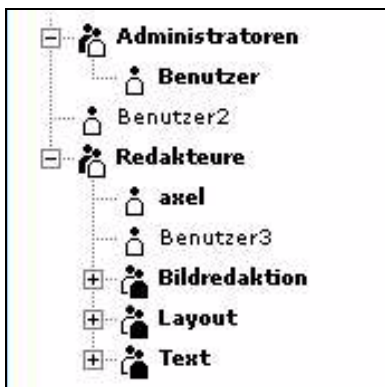 Administratoren
Benutzer
Benutzer2
Redakteure
axel
Benutzer3
Bildredaktion
Layout
Text